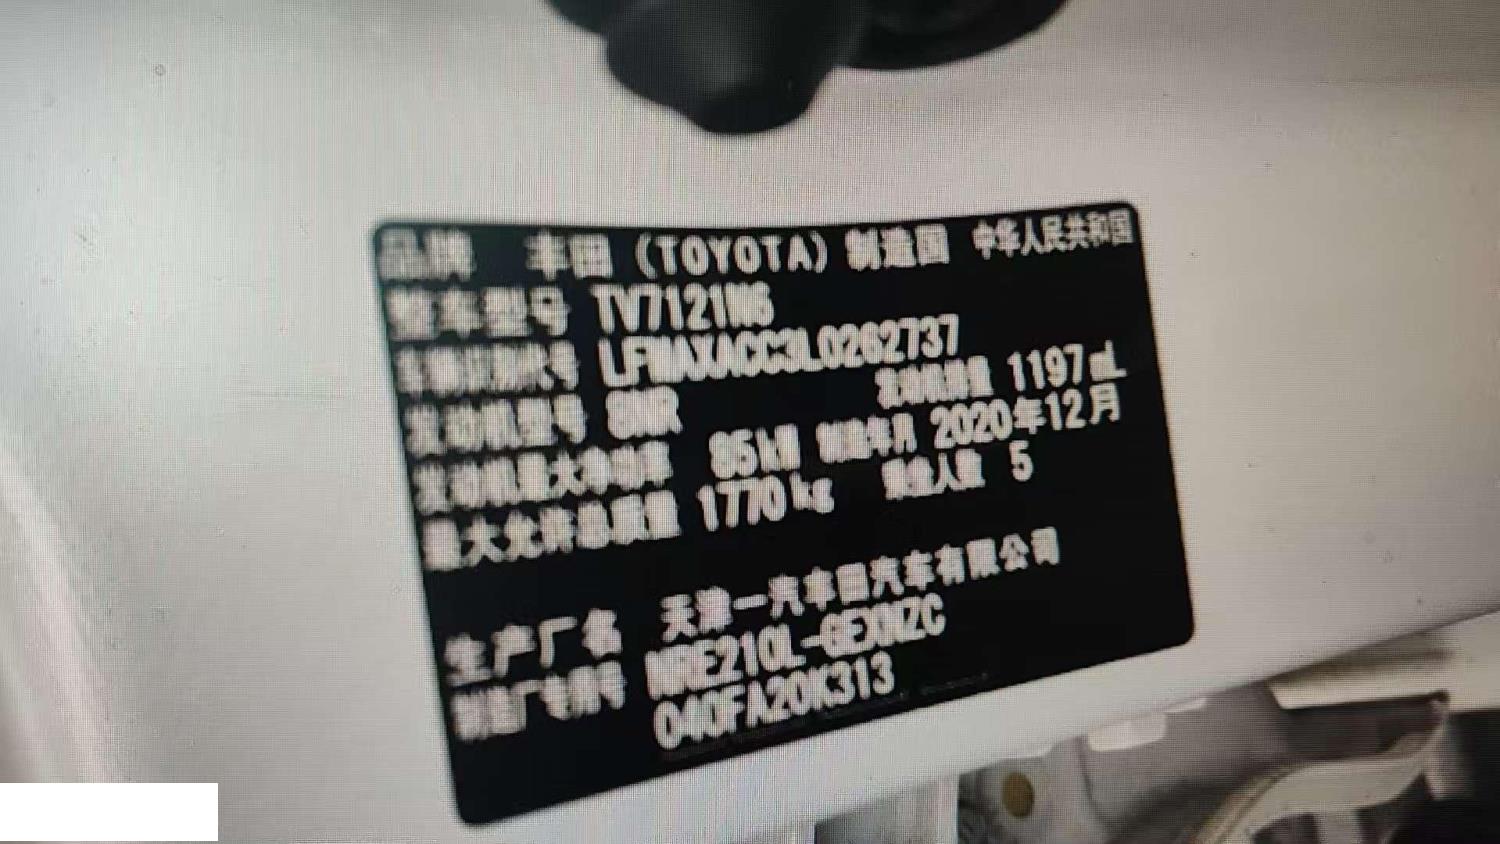 品牌 丰田（TOYOTA）制造国 中华人民共和国
整车型号 TV7121M6
车辆识别代号 LFMAXACC3L0262737
发动机型号 8NR 发动机排量 1197mL
发动机最大净功率 85kW 制造年月 2020年12月
最大允许总质量 1770kg 乘坐人数 5
生产厂名 天津一汽丰田汽车有限公司
制造厂专用号 NRE210L-GEXNZC
040FA20K313